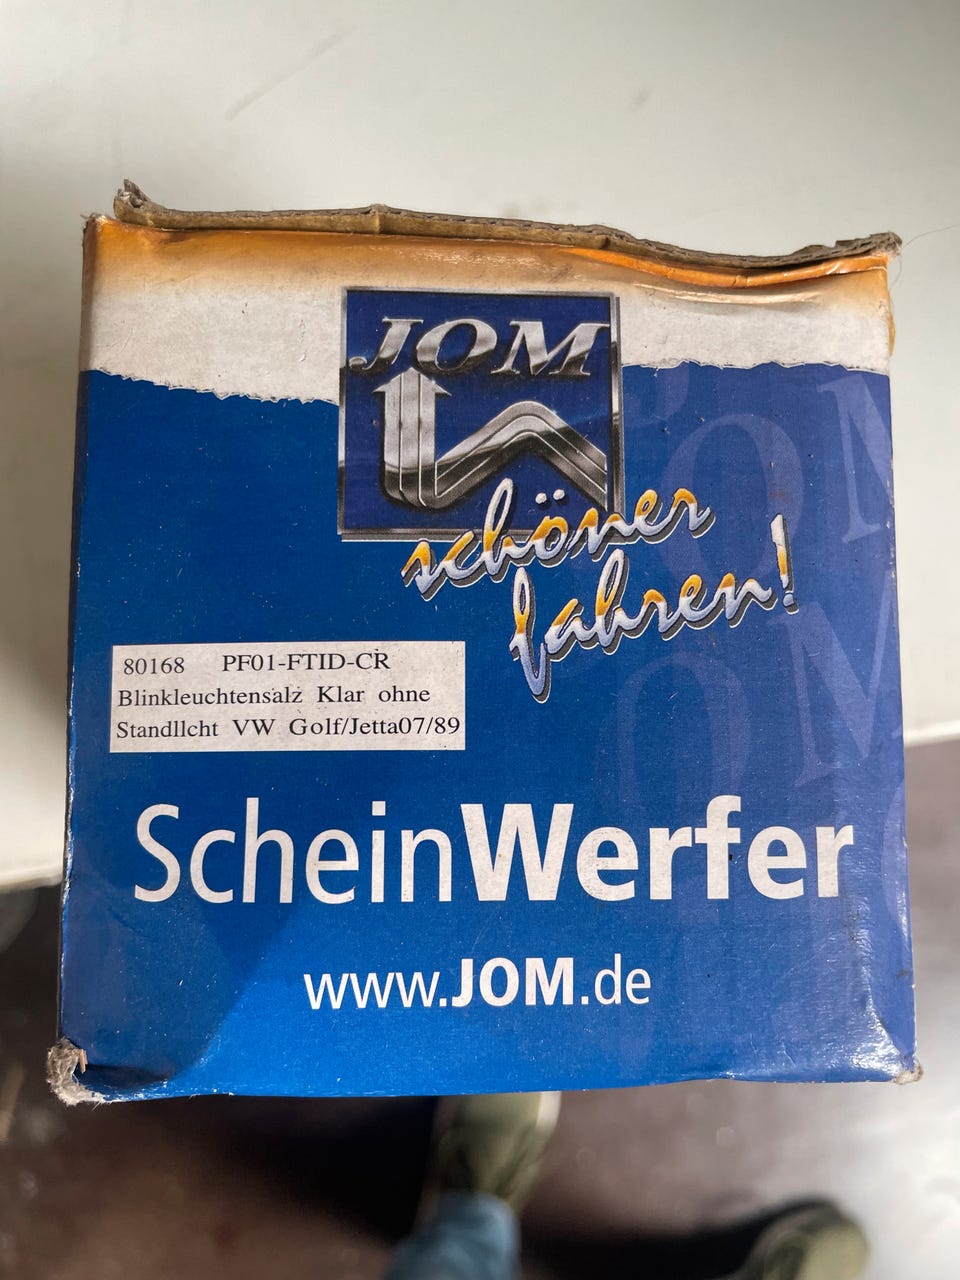 JOM
schöner
fahren!
80168 PF01-FTID-CR
Blinkleuchtensalz Klar ohne
Standllcht VW Golf/Jetta07/89
ScheinWerfer
www.JOM.de